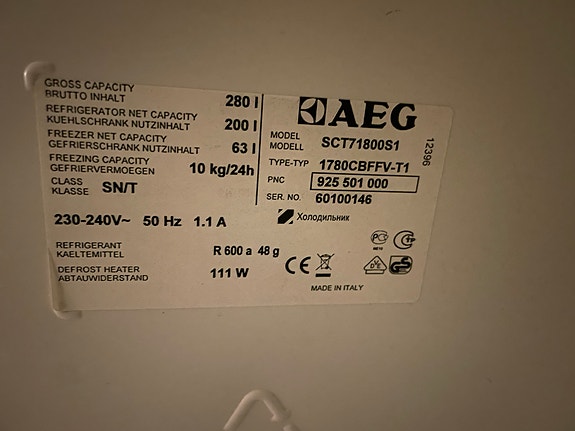 GROSS CAPACITY
BRUTTO INHALT 280 l
REFRIGERATOR NET CAPACITY
KUEHLSCHRANK NUTZINHALT 200 l
FREEZER NET CAPACITY
GEFRIERSCHRANK NUTZINHALT 63 l
FREEZING CAPACITY
GEFRIERVERMOEGEN 10 kg/24h
CLASS
KLASSE SN/T
230-240V~ 50 Hz 1.1 A
REFRIGERANT
KAELTEMITTEL R 600 a 48 g
DEFROST HEATER
ABTAUWIDERSTAND 111 W
AEG
MODEL
MODELL SCT71800S1
TYPE-TYP 1780CBFFV-T1
PNC 925 501 000
SER. NO. 60100146
12396
Холодильник
CE
MADE IN ITALY